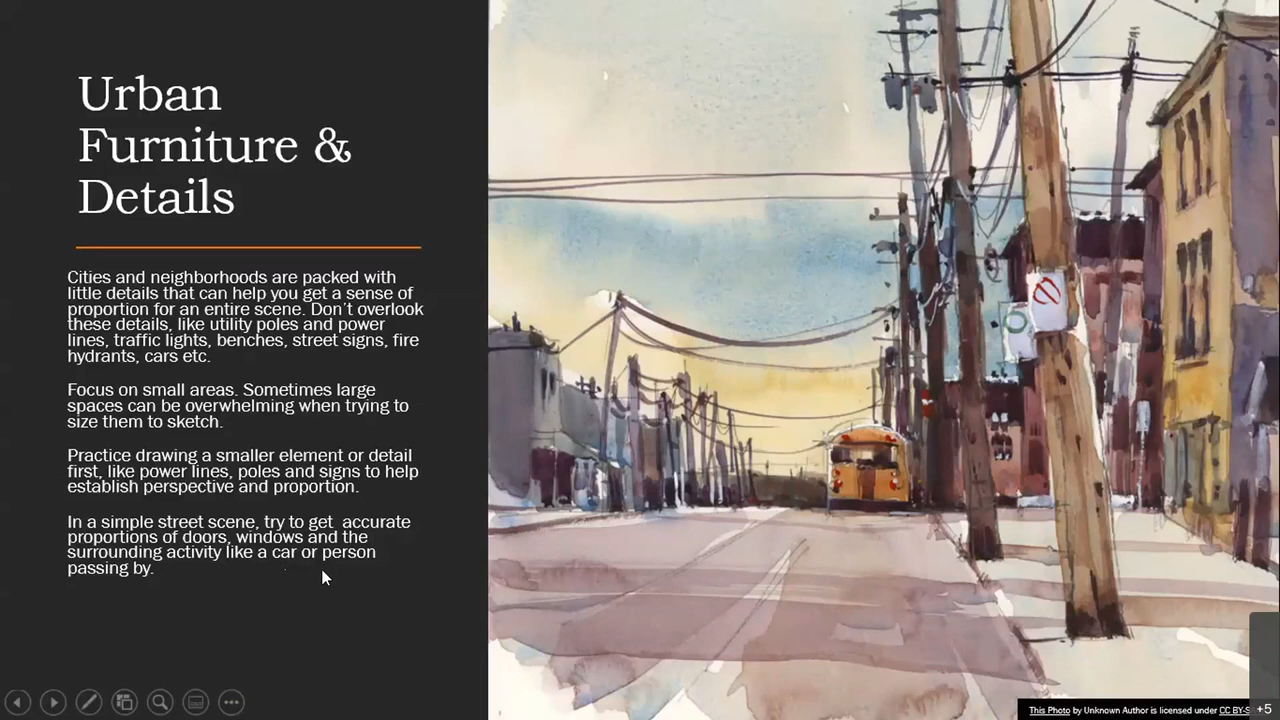 Urban
Furniture &
Details
Cities and neighborhoods are packed with
little details that can help you get a sense of
proportion for an entire scene. Don't overlook
these details, like utility poles and power
lines, traffic lights, benches, street signs, fire
hydrants, cars etc.
Focus on small areas. Sometimes large
spaces can be overwhelming when trying to
size them to sketch.
Practice drawing a smaller element or detail
first, like power lines, poles and signs to help
establish perspective and proportion.
In a simple street scene, try to get  accurate
proportions of doors, windows and the
surrounding activity like a car or person
passing by.
This Photo by Unknown Author is licensed under CC BY-S
+5